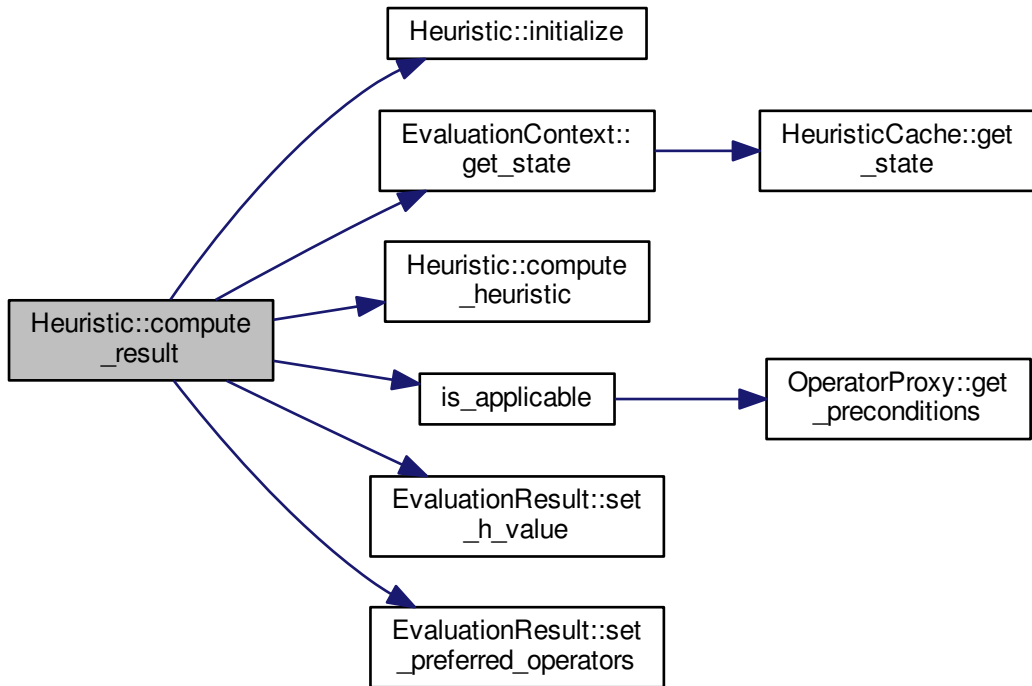 Heuristic::initialize
EvaluationContext::
get_state
HeuristicCache::get
_state
Heuristic::compute
_heuristic
Heuristic::compute
_result
is_applicable
OperatorProxy::get
_preconditions
EvaluationResult::set
_h_value
EvaluationResult::set
_preferred_operators